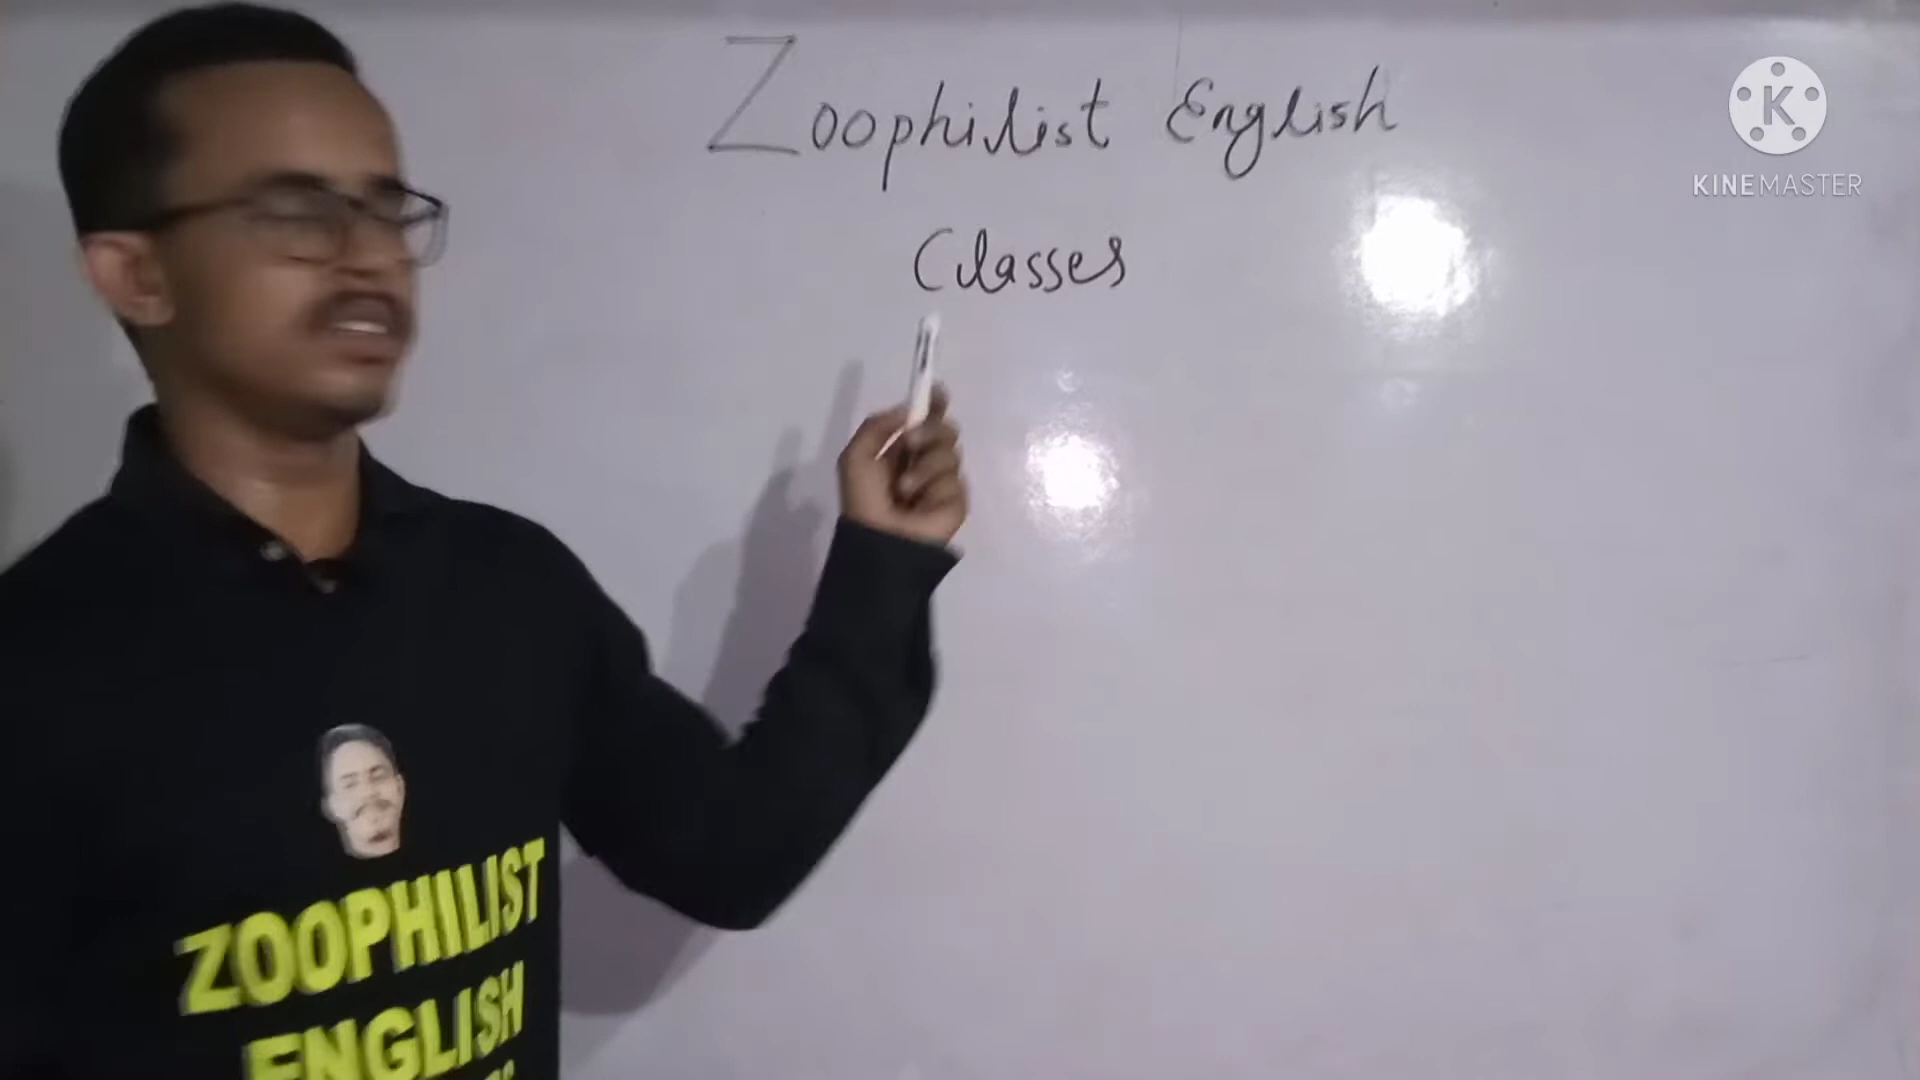 Zoophilist English
Classes
K
KINEMASTER
ZOOPHILIST
ENGLISH